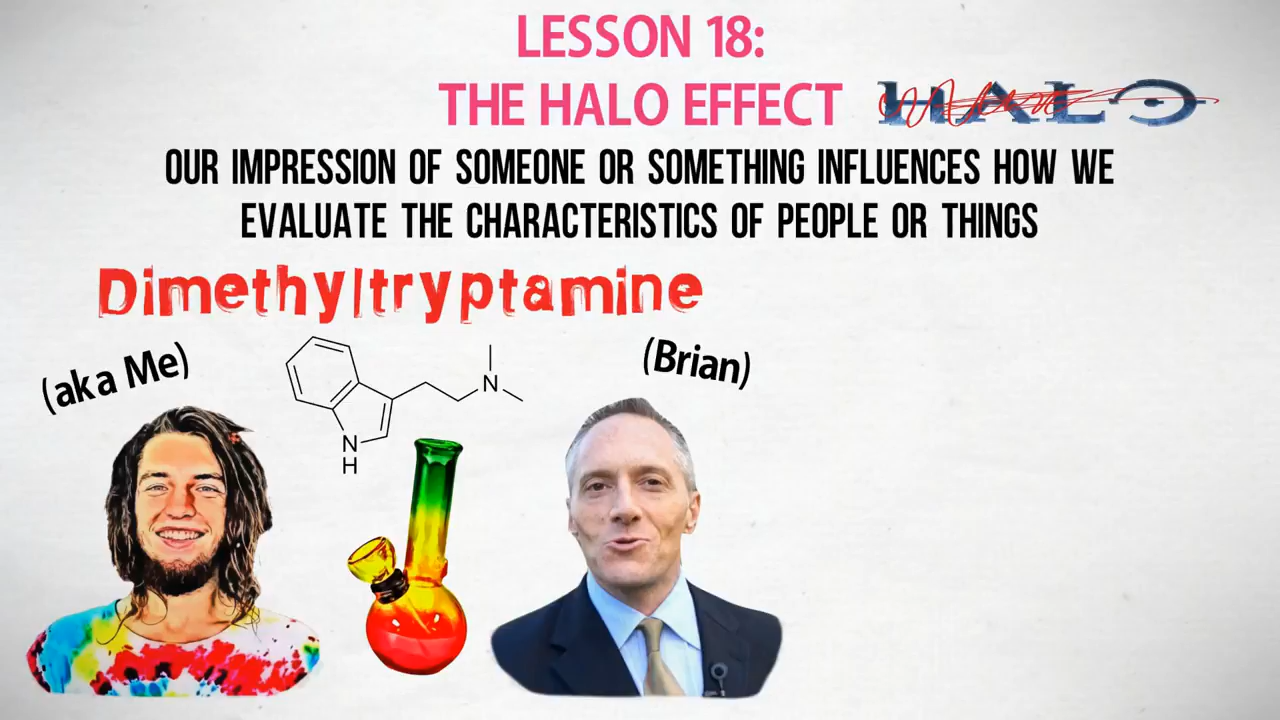 LESSON 18:
THE HALO EFFECT
HALO
OUR IMPRESSION OF SOMEONE OR SOMETHING INFLUENCES HOW WE
EVALUATE THE CHARACTERISTICS OF PEOPLE OR THINGS
Dimethyltryptamine
(aka Me)
(Brian)
N
N
H